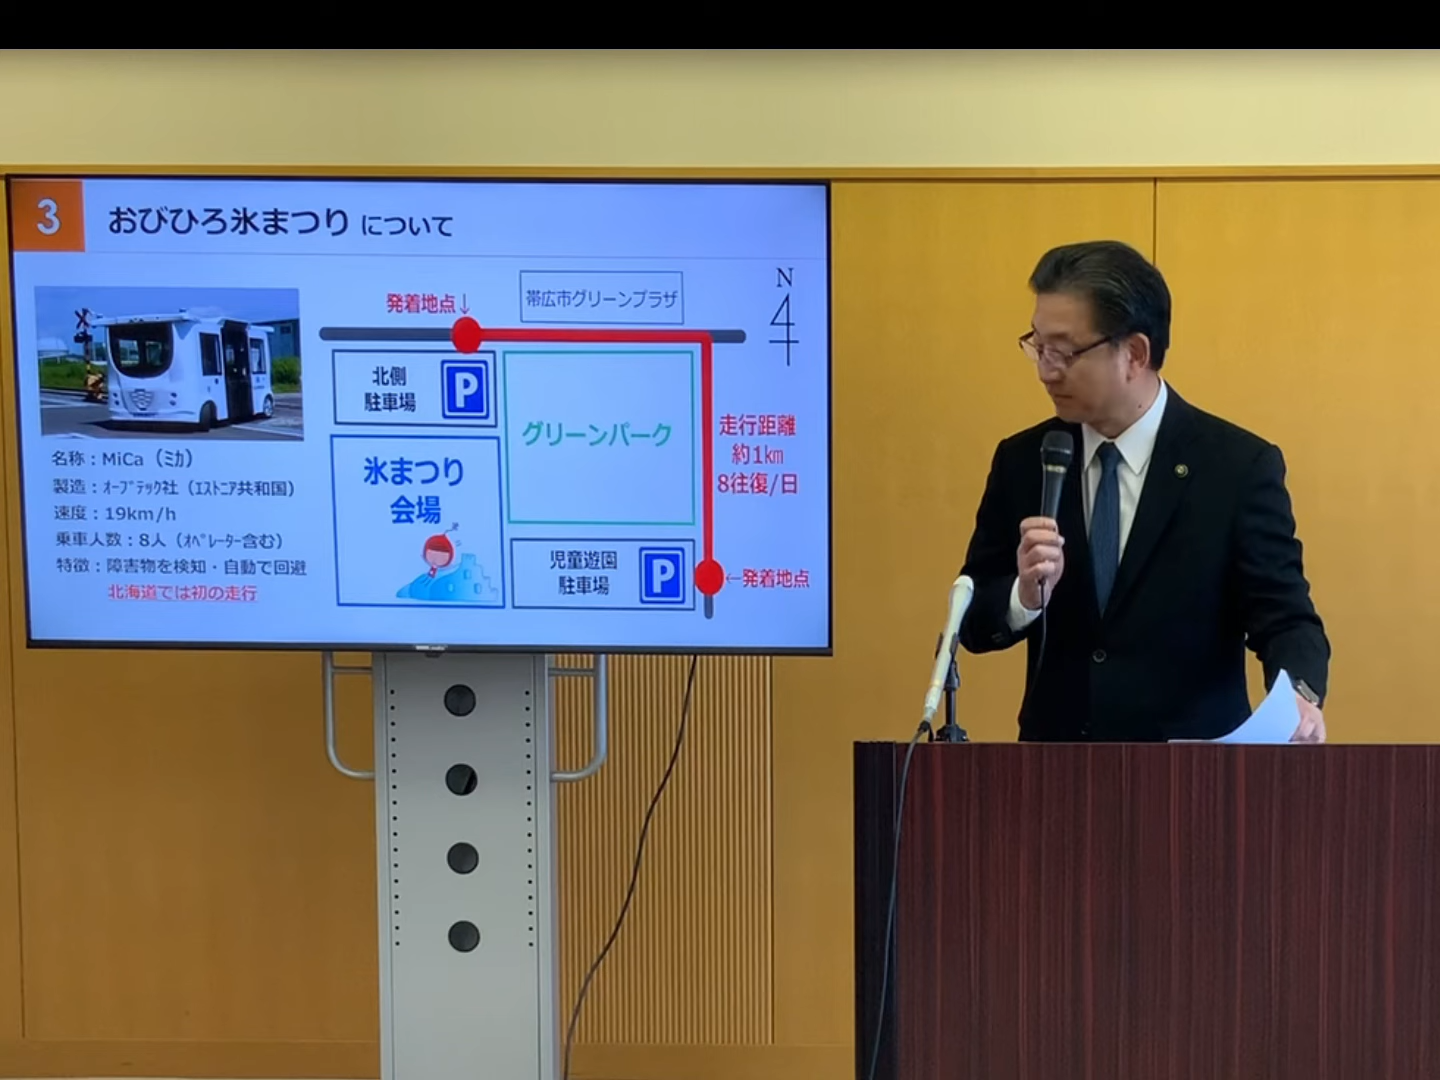 3
おびひろ氷まつり について
帯広市グリーンプラザ
N
発着地点↓
北側
駐車場
P
グリーンパーク
走行距離
約1㎞
8往復/日
氷まつり
会場
児童遊園
駐車場
P
←発着地点
名称：MiCa（ﾐｶ）
製造：ｵｰﾌﾞﾃｯｸ社（ｴｽﾄﾆｱ共和国）
速度：19km/h
乗車人数：8人（ｵﾍﾟﾚｰﾀｰ含む）
特徴：障害物を検知・自動で回避
北海道では初の走行